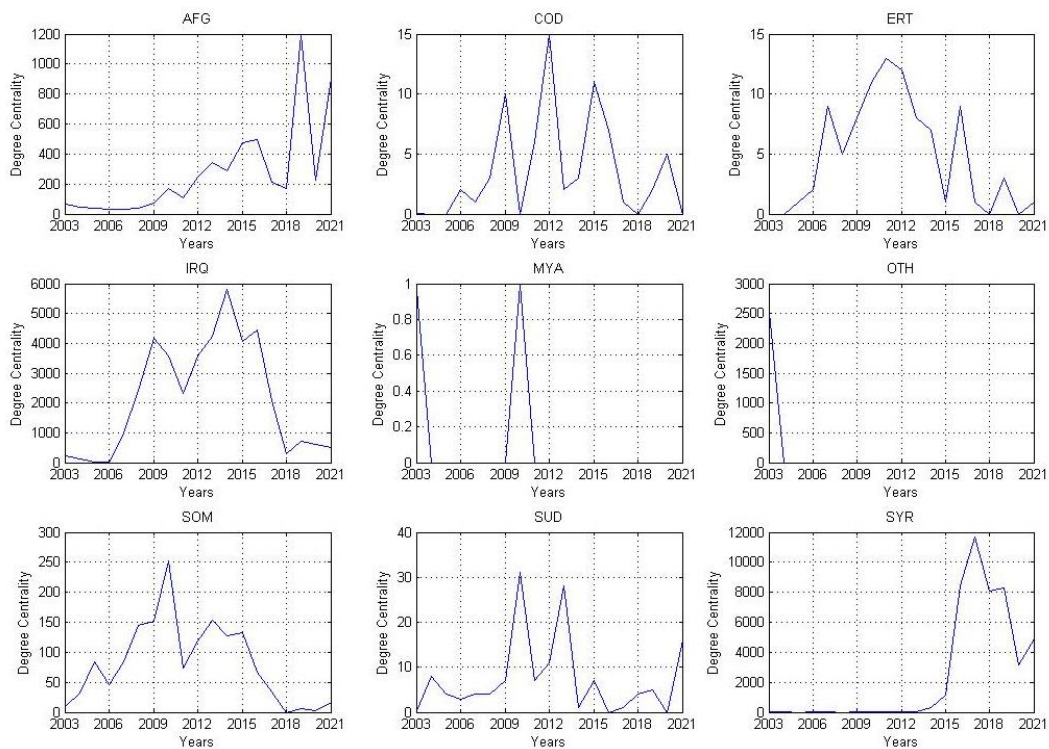 AFG COD ERT
1200 15 15
1000
800 10 10
600
400 5 5
200
0 0 0
2003 2006 2009 2012 2015 2018 2021 2003 2006 2009 2012 2015 2018 2021 2003 2006 2009 2012 2015 2018 2021
Years Years Years
Degree Centrality Degree Centrality Degree Centrality
IRQ MYA OTH
6000 1 3000
5000 0.8 2500
4000 0.6 2000
3000 0.4 1500
2000 0.2 1000
1000 0 500
0 0
2003 2006 2009 2012 2015 2018 2021 2003 2006 2009 2012 2015 2018 2021 2003 2006 2009 2012 2015 2018 2021
Years Years Years
Degree Centrality Degree Centrality Degree Centrality
SOM SUD SYR
300 40 12000
250 30 10000
200 20 8000
150 10 6000
100 0 4000
50 2000
0 0
2003 2006 2009 2012 2015 2018 2021 2003 2006 2009 2012 2015 2018 2021 2003 2006 2009 2012 2015 2018 2021
Years Years Years
Degree Centrality Degree Centrality Degree Centrality